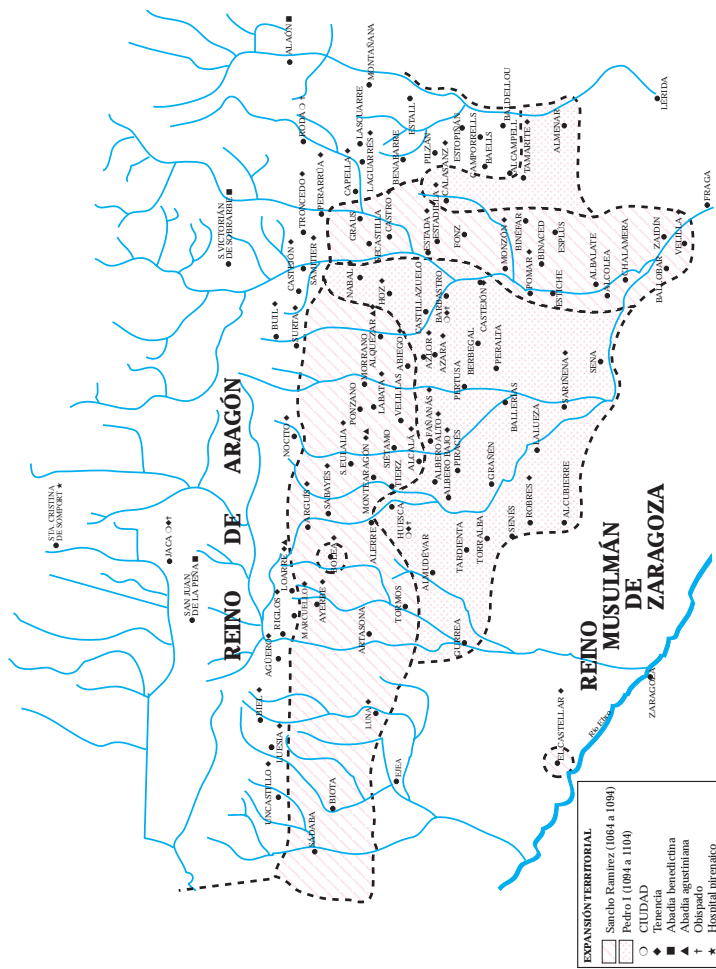 STA. CRISTINA
DE SOMPORT ★
JACA ❍♦†
SAN JUAN
DE LA PEÑA ■
S. VICTORIÁN
DE SOBRARBE ■
ALAÓN ■
REINO DE ARAGÓN
RODA ❍ †
MONTAÑANA
LASCUARRE
LAGUARRES
CAPELLA
PERARRÚA
TRONCEDO
CASTEJÓN
SAMITIER
BUIL
SURTA
NOCITO
ARGUIS
SABAYÉS
LOARRE
BOLEA
MARCUELLO
RIGLOS
AGÜERO
AYERBE
BIEL
LUESIA
UNCASTILLO
SÁDABA
BIOTA
LUNA
EJEA
ARTASONA
TORMOS
ALERRE
HUESCA
❍♦†
MONTEARAGÓN
S. EULALIA
TIERZ
SIÉTAMO
ALCALÁ
PONZANO
LABATA
VELILLAS
MORRANO
ALQUÉZAR
ABIEGO
NABAL
HOZ
GRAUS
SECASTILLA
CASTRO
BENABARRE
ESTALL
PILZÁN
ESTOPIÑÁN
CALASANZ
CAMPORRELLS
BAELLS
BALDELLOU
ALCAMPELL
TAMARITE
ALMENAR
LÉRIDA
ESTADA
ESTADILLA
FONZ
MONZÓN
BINÉFAR
POMAR
BINACED
ESPLÚS
ESTICHE
ALBALATE
ALCOLEA
CHALAMERA
ZAIDÍN
BALLOBAR
VELILLA
FRAGA
CASTILLAZUELO
BARBASTRO
❍♦†
CASTEJÓN
AZLOR
AZARA
BERBEGAL
PERALTA
PERTUSA
FAÑANÁS
ALBERO ALTO
ALBERO BAJO
PIRACÉS
GRAÑÉN
BALLERÍAS
LALUEZA
SARIÑENA
SENA
ALMUDÉVAR
TARDIENTA
TORRALBA
SENÉS
ROBRES
ALCUBIERRE
GURREA
REINO
MUSULMÁN
DE
ZARAGOZA
EL CASTELLAR
Río Ebro
ZARAGOZA
EXPANSIÓN TERRITORIAL
Sancho Ramírez (1064 a 1094)
Pedro I (1094 a 1104)
❍ CIUDAD
♦ Tenencia
■ Abadía benedictina
▲ Abadía agustiniana
† Obispado
★ Hospital pirenaico